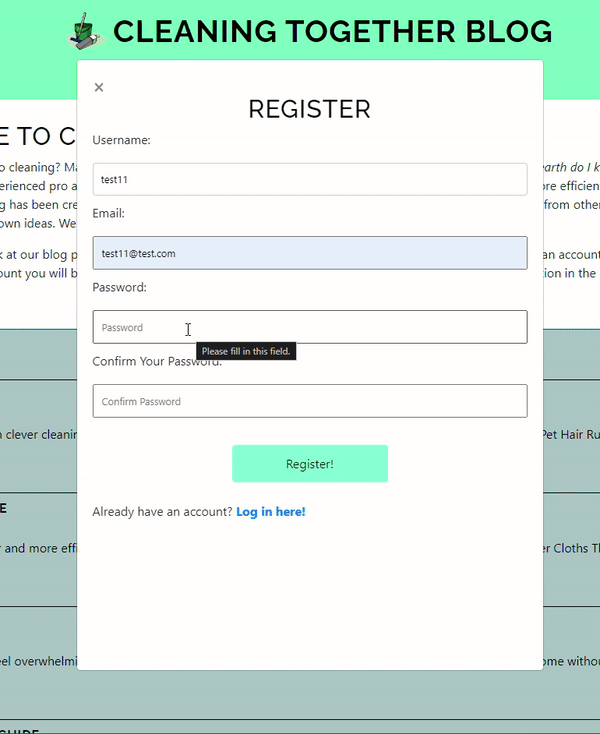 CLEANING TOGETHER BLOG
×
REGISTER
Username:
test11
Email:
test11@test.com
Password:
Password
Please fill in this field.
Confirm Your Password:
Confirm Password
Register!
Already have an account? Log in here!
E TO C
o cleaning? Ma
earth do I k
erienced pro a
ore efficien
g has been cre
from other
own ideas. We
k at our blog p
an account
ount you will b
ion in the
n clever cleanin
Pet Hair Ru
E
r and more effi
er Cloths T
eel overwhelmi
ome withou
GUIDE